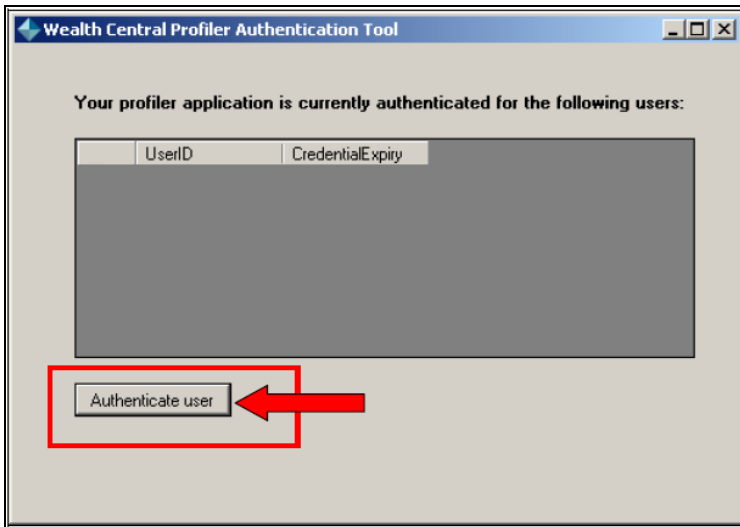 Wealth Central Profiler Authentication Tool
Your profiler application is currently authenticated for the following users:
UserID CredentialExpiry
Authenticate user